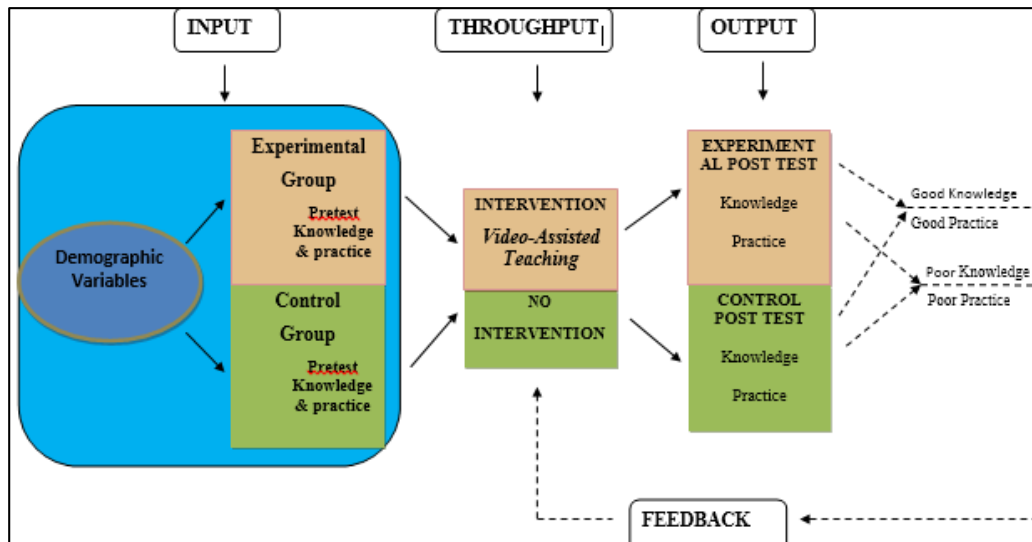 INPUT
THROUGHPUT
OUTPUT
Demographic
Variables
Experimental
Group
Pretest
Knowledge
& practice
Control
Group
Pretest
Knowledge
& practice
INTERVENTION
Video-Assisted
Teaching
NO
INTERVENTION
EXPERIMENT
AL POST TEST
Knowledge
Practice
CONTROL
POST TEST
Knowledge
Practice
Good Knowledge
Good Practice
Poor Knowledge
Poor Practice
FEEDBACK